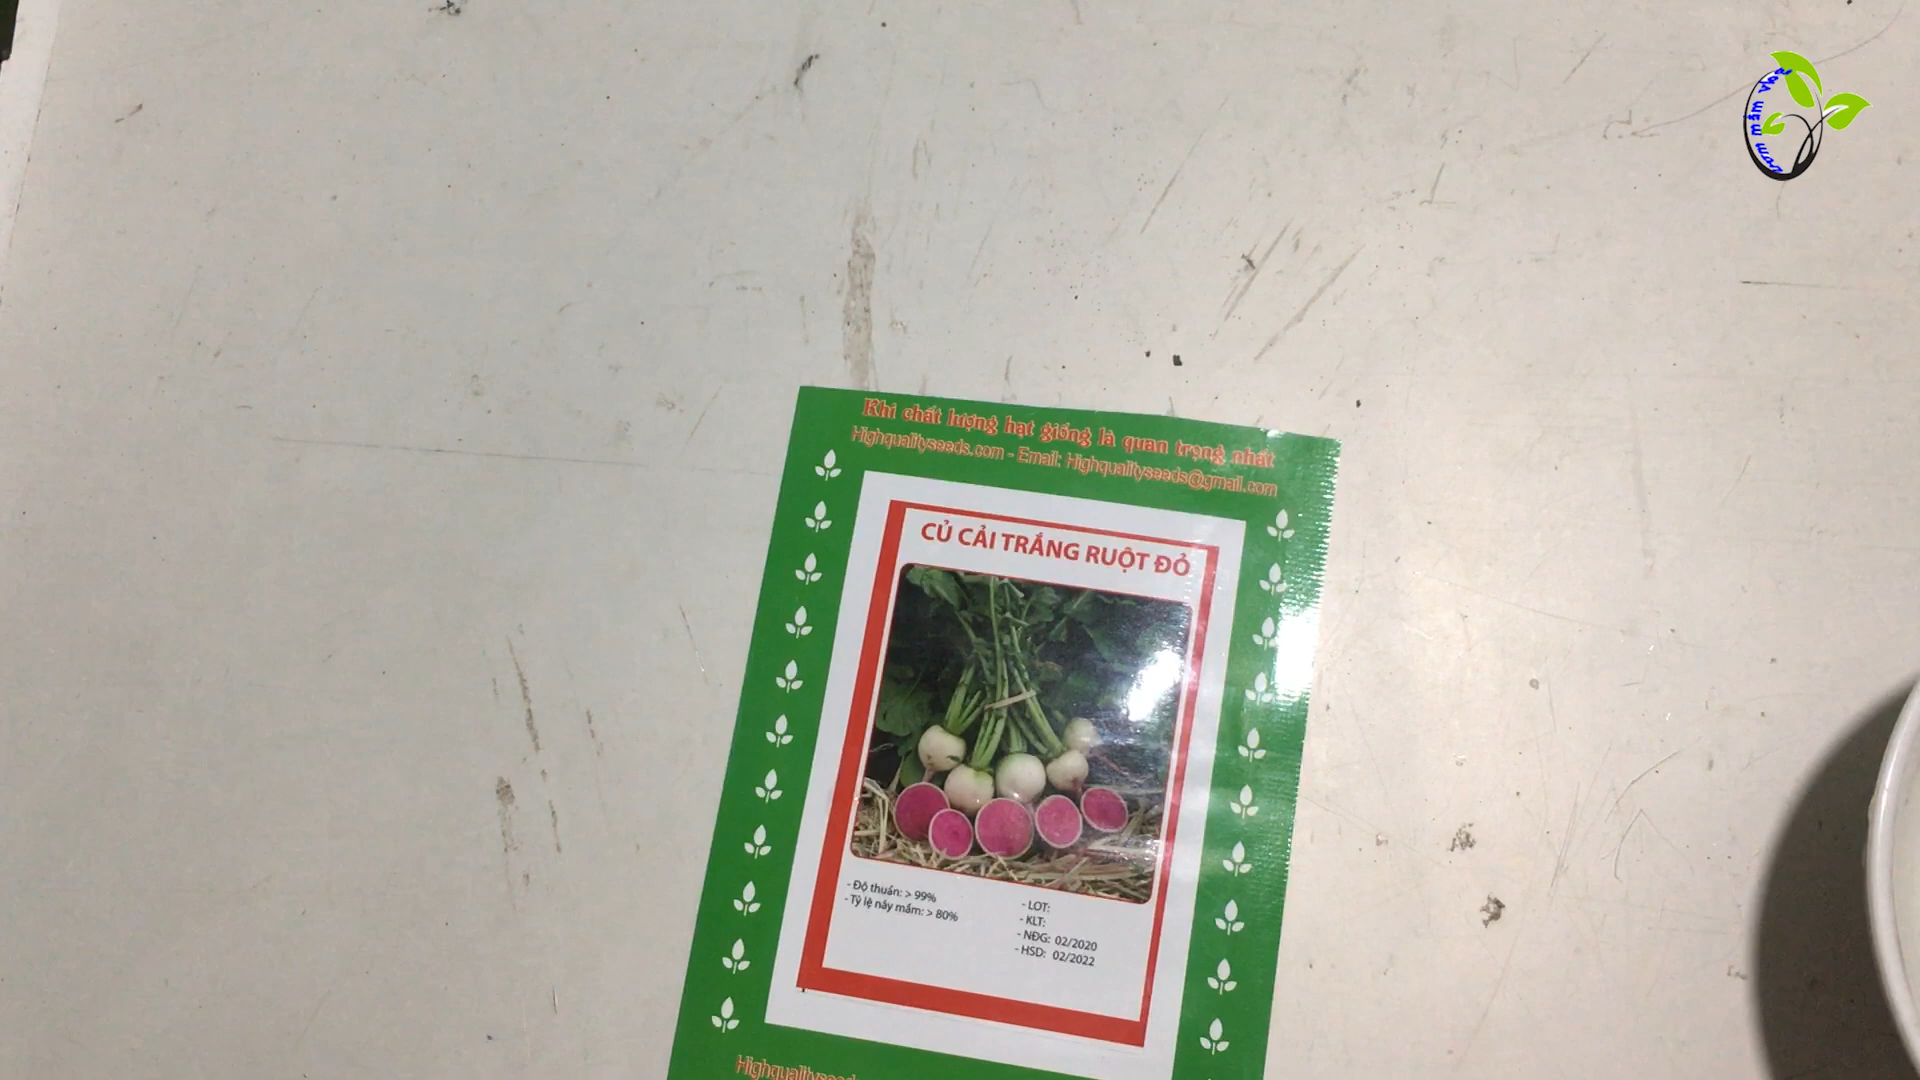 Khi chất lượng hạt giống là quan trọng nhất
Highqualityseeds.com - Email: Highqualityseeds@gmail.com
CỦ CẢI TRẮNG RUỘT ĐỎ
- Độ thuần: > 99%
- Tỷ lệ nảy mầm: > 80%
- LOT:
- KLT:
- NĐG: 02/2020
- HSD: 02/2022